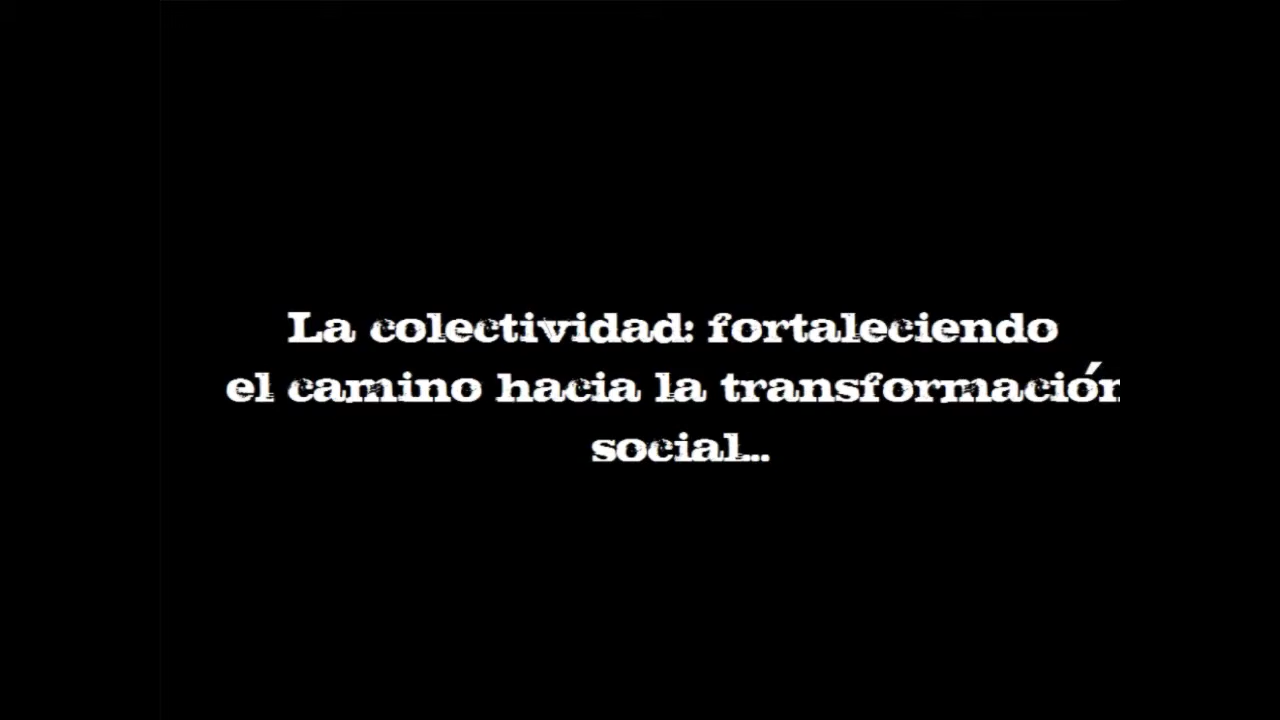 La colectividad: fortaleciendo
el camino hacia la transformación
social...